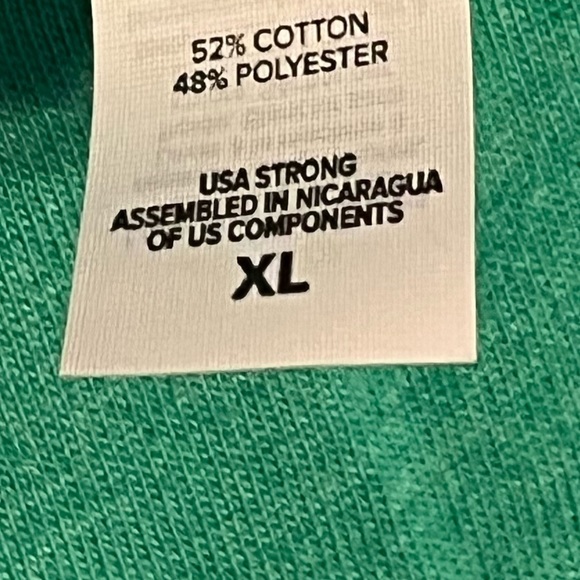 52% COTTON
48% POLYESTER
USA STRONG
ASSEMBLED IN NICARAGUA
OF US COMPONENTS
XL